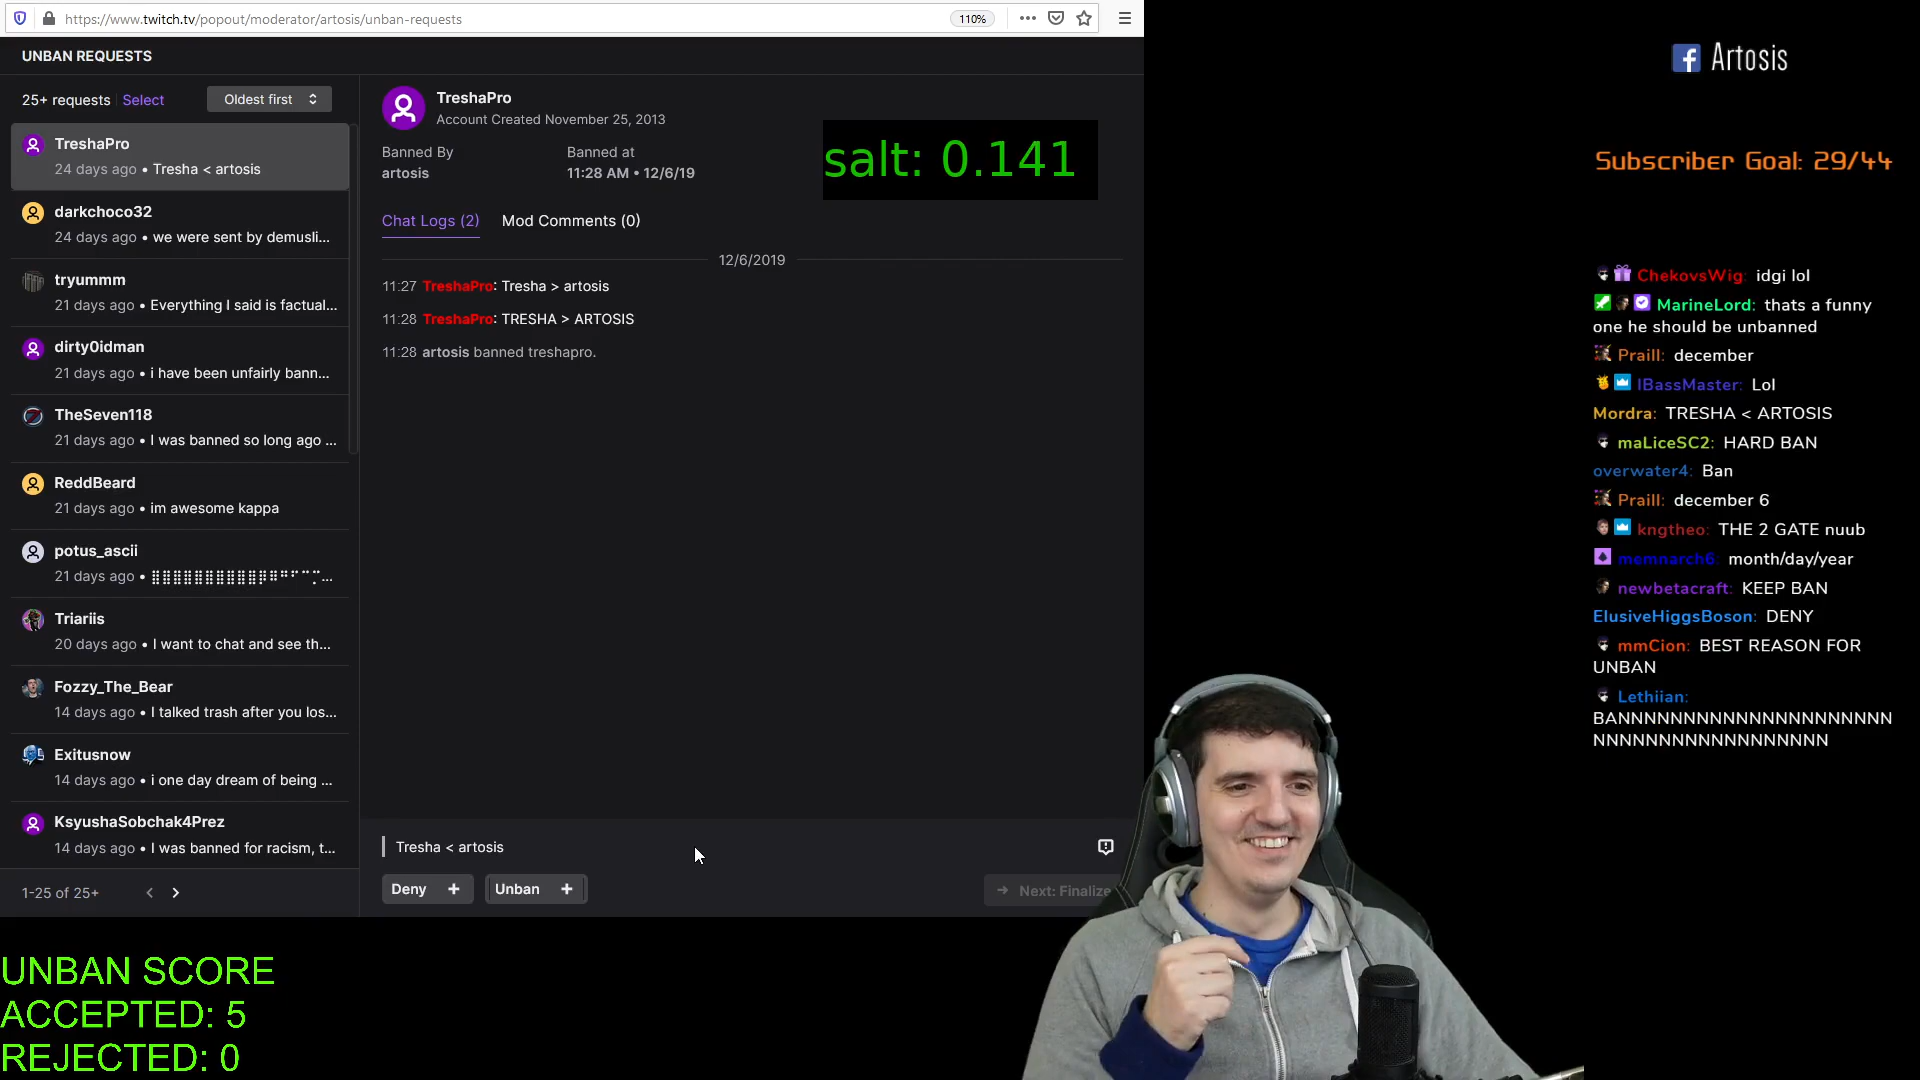 https://www.twitch.tv/popout/moderator/artosis/unban-requests
110%
UNBAN REQUESTS
25+ requests
Select
Oldest first
TreshaPro
24 days ago • Tresha < artosis
darkchoco32
24 days ago • we were sent by demusli...
tryummm
21 days ago • Everything I said is factual...
dirty0idman
21 days ago • i have been unfairly bann...
TheSeven118
21 days ago • I was banned so long ago ...
ReddBeard
21 days ago • im awesome kappa
potus_ascii
21 days ago •
Triariis
20 days ago • I want to chat and see th...
Fozzy_The_Bear
14 days ago • I talked trash after you los...
Exitusnow
14 days ago • i one day dream of being ...
KsyushaSobchak4Prez
14 days ago • I was banned for racism, t...
1-25 of 25+
TreshaPro
Account Created November 25, 2013
Banned By
artosis
Banned at
11:28 AM • 12/6/19
salt: 0.141
Chat Logs (2)
Mod Comments (0)
12/6/2019
11:27 TreshaPro: Tresha > artosis
11:28 TreshaPro: TRESHA > ARTOSIS
11:28 artosis banned treshapro.
Tresha < artosis
Deny +
Unban +
→ Next: Finalize
UNBAN SCORE
ACCEPTED: 5
REJECTED: 0
Artosis
Subscriber Goal: 29/44
ChekovsWig: idgi lol
MarineLord: thats a funny
one he should be unbanned
Praill: december
IBassMaster: Lol
Mordra: TRESHA < ARTOSIS
maLiceSC2: HARD BAN
overwater4: Ban
Praill: december 6
kngtheo: THE 2 GATE nuub
memnarch6: month/day/year
newbetacraft: KEEP BAN
ElusiveHiggsBoson: DENY
mmCion: BEST REASON FOR
UNBAN
Lethiian:
BANNNNNNNNNNNNNNNNNNNNN
NNNNNNNNNNNNNNNNNN